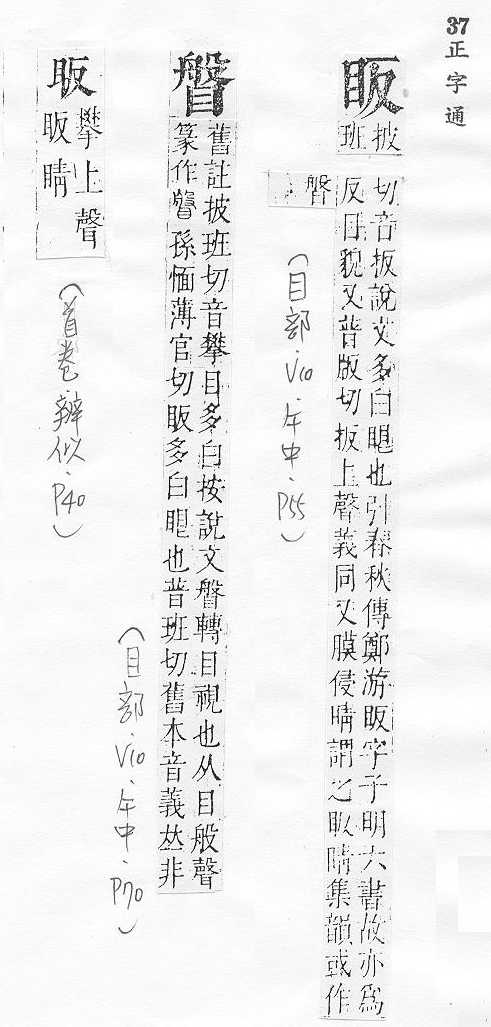 37
正字通
眅
披
班
切音扳說文多白眼也引春秋傳鄭游眅字子明六書故亦爲
反目貌又普版切扳上聲義同又膜侵睛謂之眅睛集韻或作
䀨
(目部.V10.午中.P55)
䀨
舊註披班切音攀目多白按說文䀨轉目視也从目般聲
篆作䀨孫愐薄官切眅多白眼也普班切舊本音義𠀤非
(目部.V10.午中.P70)
眅
攀上聲
眅睛
(首卷.辨似.P40)